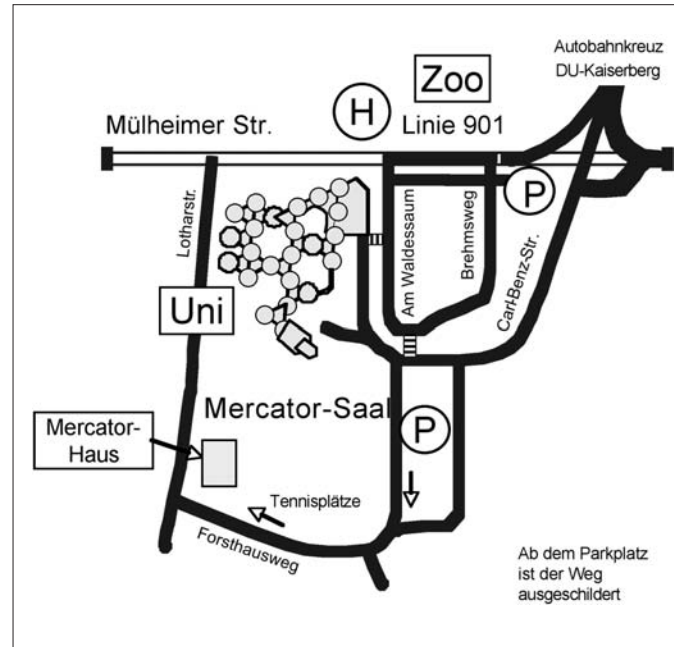 Autobahnkreuz
DU-Kaiserberg
Zoo
H
Mülheimer Str.
Linie 901
P
Lotharstr.
Am Waldessaum
Brehmsweg
Carl-Benz-Str.
Uni
Mercator-Saal
P
Mercator-
Haus
Tennisplätze
Forsthausweg
Ab dem Parkplatz
ist der Weg
ausgeschildert